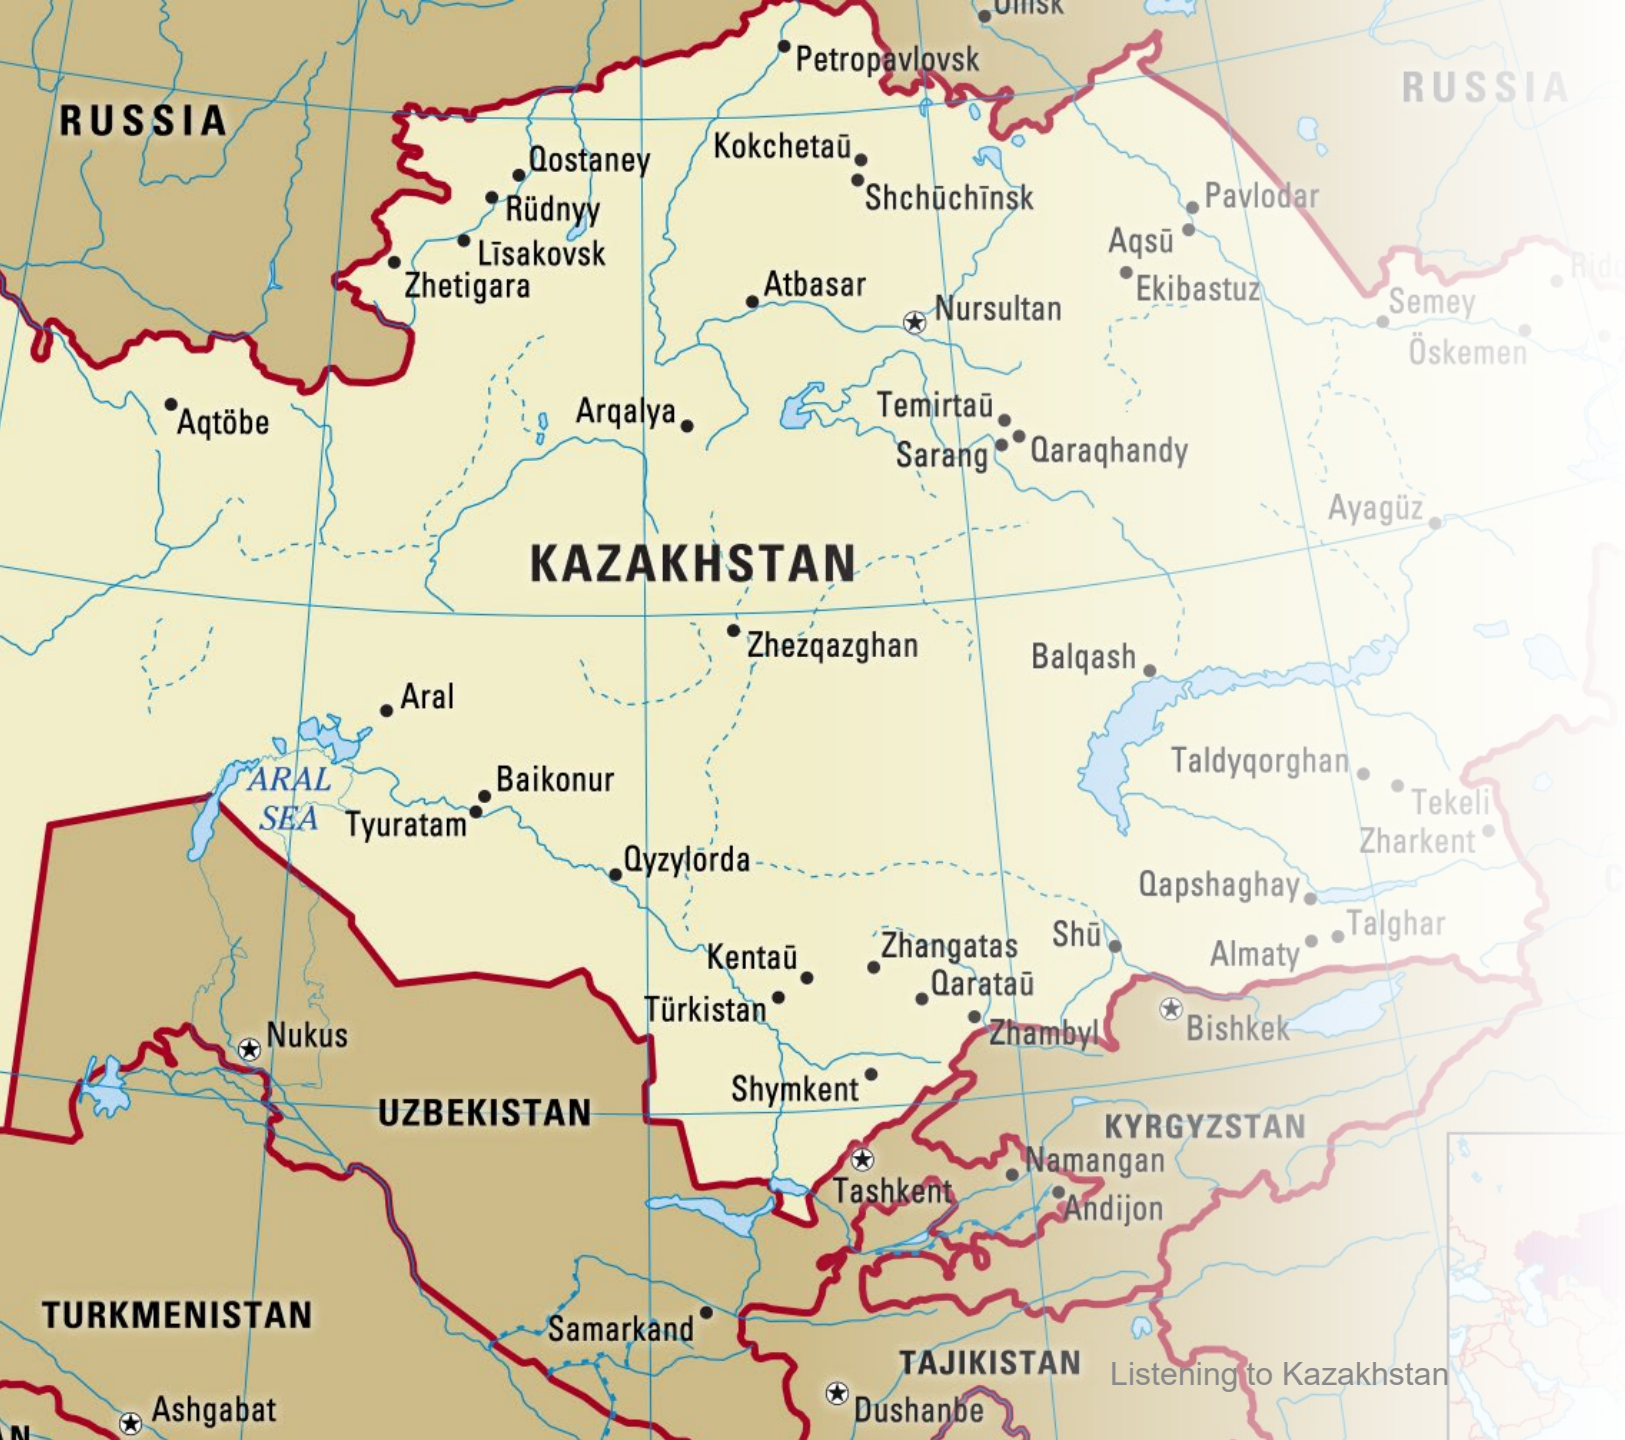 Omsk
Petropavlovsk
RUSSIA
RUSSIA
Kokchetaū
Qostaney
Shchūchīnsk
Pavlodar
Rüdnyy
Aqsū
Līsakovsk
Zhetigara
Ekibastuz
Atbasar
Semey
Nursultan
Öskemen
Temirtaū
Arqalya
Aqtöbe
Sarang
Qaraqhandy
Ayagüz
KAZAKHSTAN
Zhezqazghan
Balqash
Aral
Taldyqorghan
ARAL
SEA
Baikonur
Tekeli
Tyuratam
Zharkent
Qyzylorda
Qapshaghay
Talghar
Shū
Zhangatas
Almaty
Kentaū
Qarataū
Türkistan
Bishkek
Zhambyl
Nukus
Shymkent
UZBEKISTAN
KYRGYZSTAN
Namangan
Tashkent
Andijon
TURKMENISTAN
Samarkand
TAJIKISTAN
Listening to Kazakhstan
Ashgabat
Dushanbe